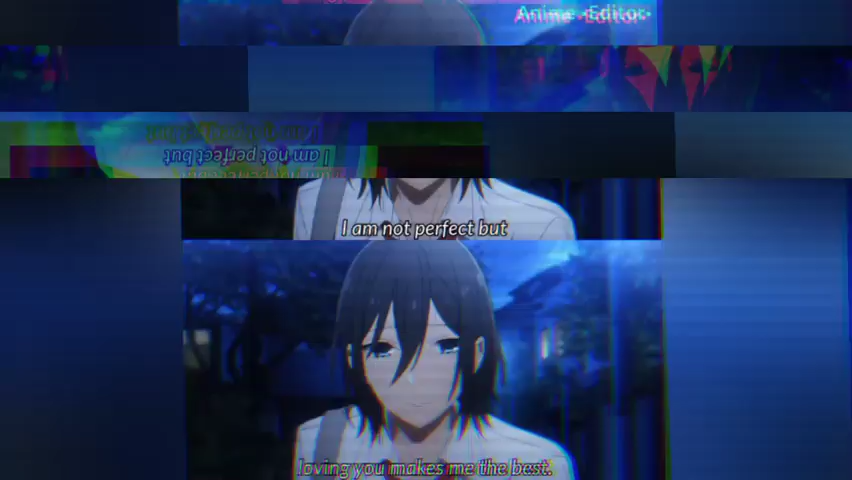 Anime •Editor•
I am not perfect but
I am not perfect but
loving you makes me the best.